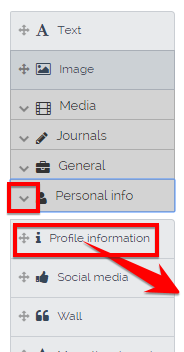 Text
Image
Media
Journals
General
Personal info
Profile information
Social media
Wall